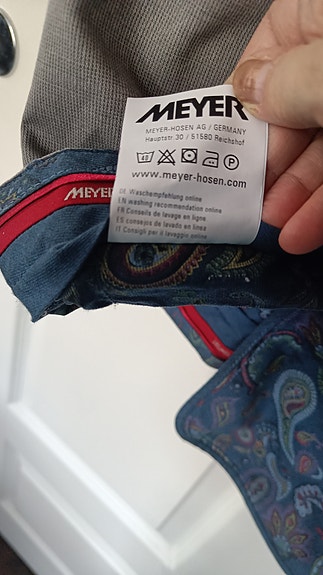 MEYER
MEYER-HOSEN AG / GERMANY
Hauptstr.30 / 51580 Reichshof
40 P
www.meyer-hosen.com
DE Waschempfehlung online
EN washing recommendation online
FR Conseils de lavage en ligne
ES consejos de lavado en línea
IT Consigli per il lavaggio online
MEYER